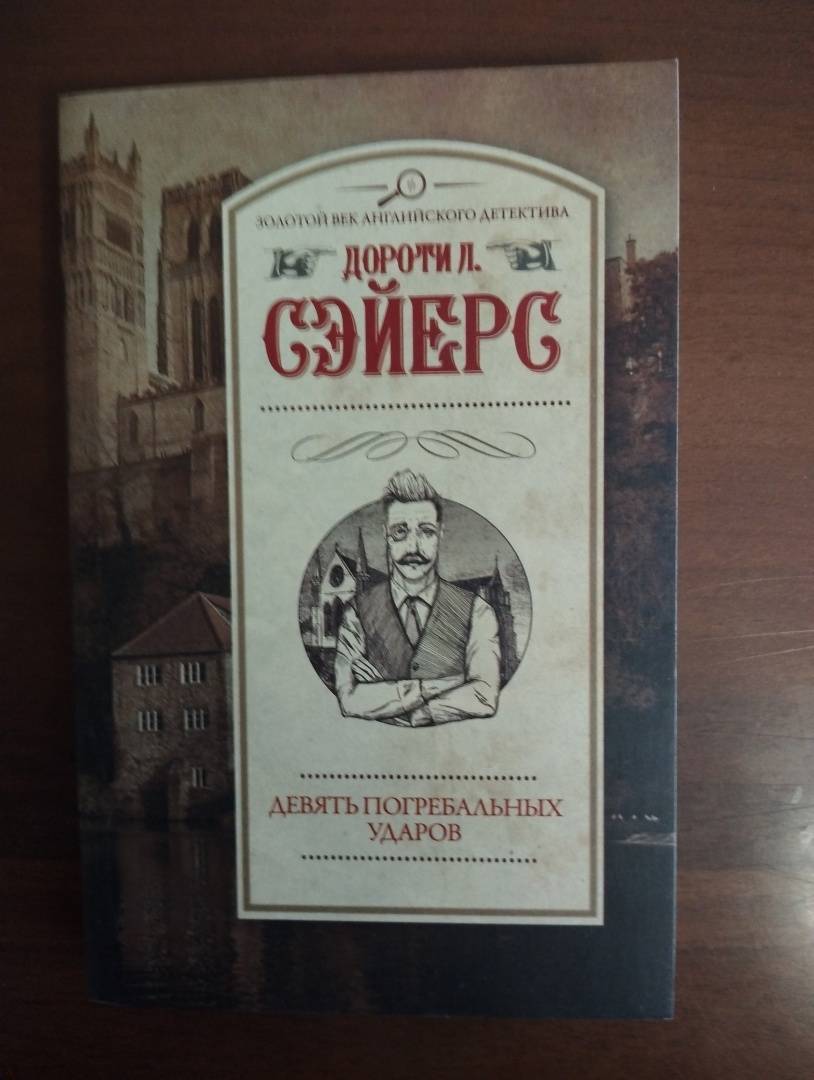 ЗОЛОТОЙ ВЕК АНГЛИЙСКОГО ДЕТЕКТИВА
ДОРОТИ Л.
СЭЙЕРС
ДЕВЯТЬ ПОГРЕБАЛЬНЫХ
УДАРОВ